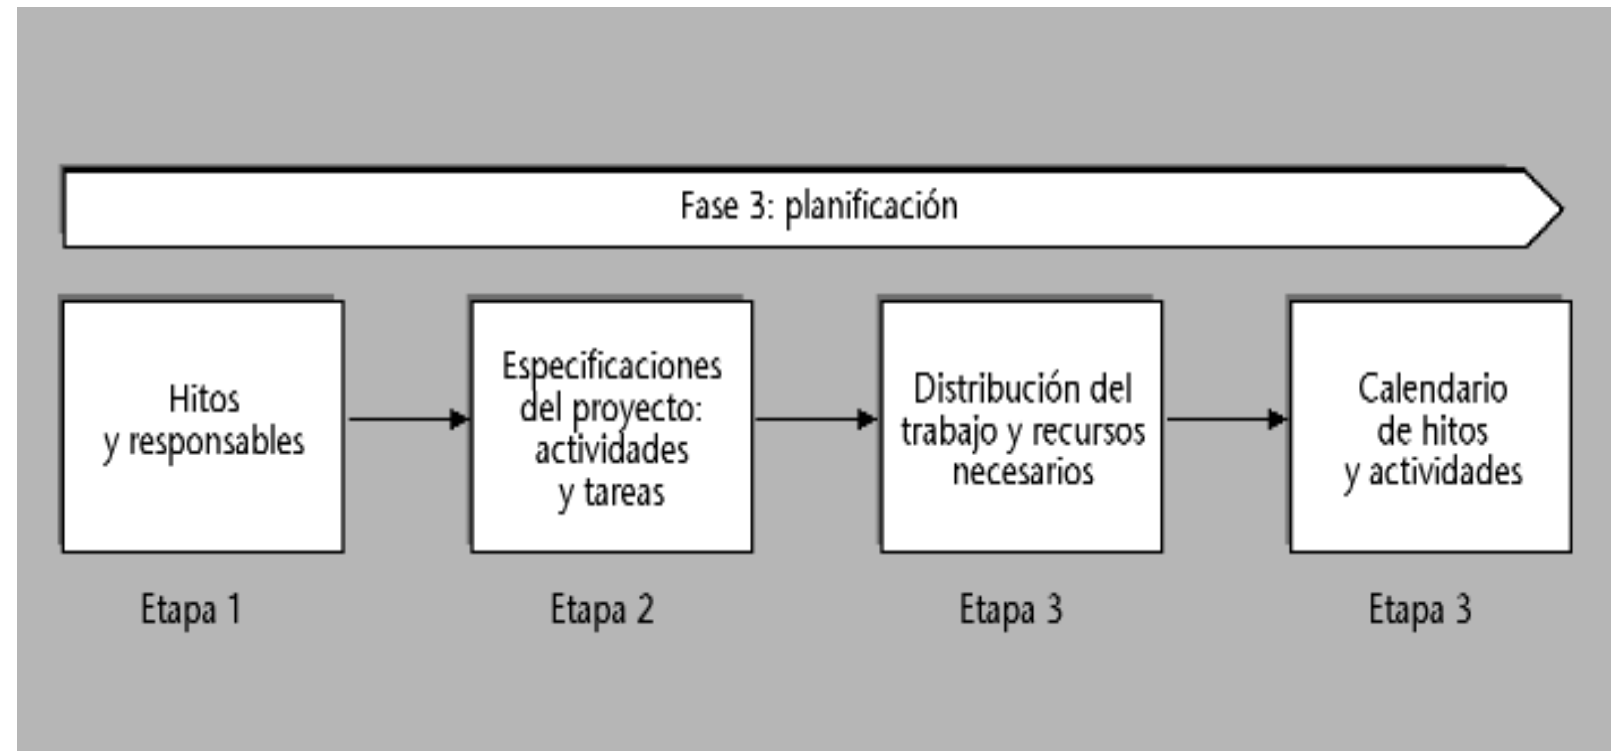 Fase 3: planificación
Hitos
y responsables
Especificaciones
del proyecto:
actividades
y tareas
Distribución del
trabajo y recursos
necesarios
Calendario
de hitos
y actividades
Etapa 1
Etapa 2
Etapa 3
Etapa 3